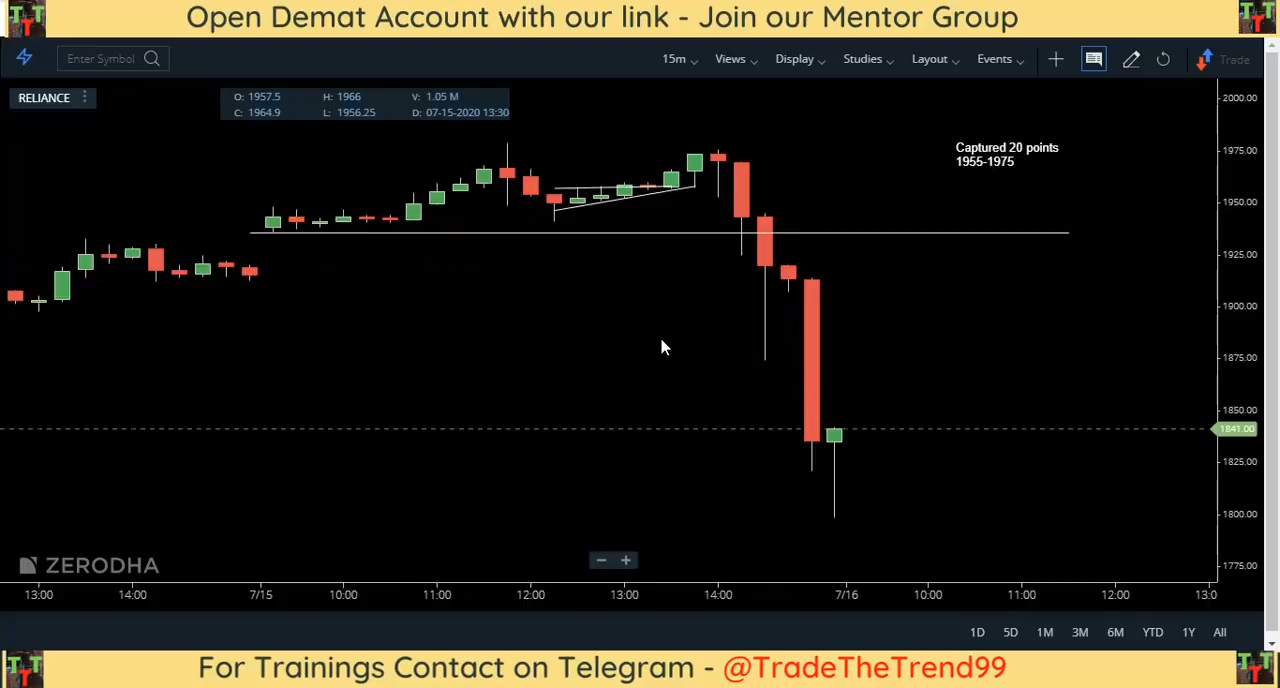 Open Demat Account with our link - Join our Mentor Group
TTT
TTT
Enter Symbol
15m Views Display Studies Layout Events Trade
RELIANCE
O: 1957.5 H: 1966 V: 1.05 M
C: 1964.9 L: 1956.25 D: 07-15-2020 13:30
Captured 20 points
1955-1975
2000.00
1975.00
1950.00
1925.00
1900.00
1875.00
1850.00
1841.00
1825.00
1800.00
1775.00
ZERODHA
13:00 14:00 7/15 10:00 11:00 12:00 13:00 14:00 7/16 10:00 11:00 12:00 13:0
1D 5D 1M 3M 6M YTD 1Y All
TTT
For Trainings Contact on Telegram - @TradeTheTrend99
TTT